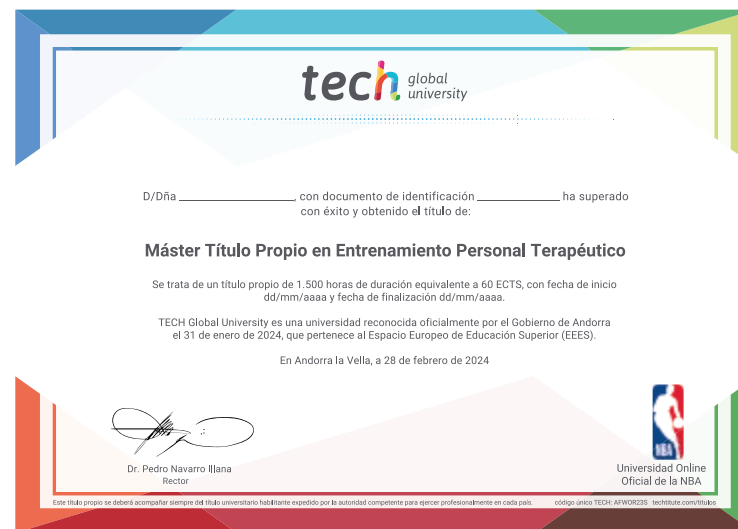 tech global university
D/Dña ______________, con documento de identificación ______________ ha superado
con éxito y obtenido el título de:
Máster Título Propio en Entrenamiento Personal Terapéutico
Se trata de un título propio de 1.500 horas de duración equivalente a 60 ECTS, con fecha de inicio
dd/mm/aaaa y fecha de finalización dd/mm/aaaa.
TECH Global University es una universidad reconocida oficialmente por el Gobierno de Andorra
el 31 de enero de 2024, que pertenece al Espacio Europeo de Educación Superior (EEES).
En Andorra la Vella, a 28 de febrero de 2024
Dr. Pedro Navarro Illana
Rector
NBA
Universidad Online
Oficial de la NBA
Este título propio se deberá acompañar siempre del título universitario habilitante expedido por la autoridad competente para ejercer profesionalmente en cada país. código único TECH: AFWOR235 techtitute.com/titulos